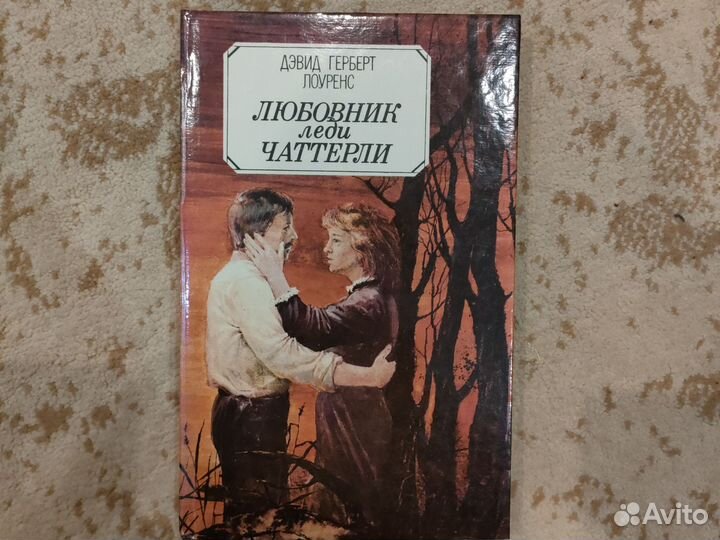 ДЭВИД ГЕРБЕРТ
ЛОУРЕНС
ЛЮБОВНИК
леди
ЧАТТЕРЛИ
Avito